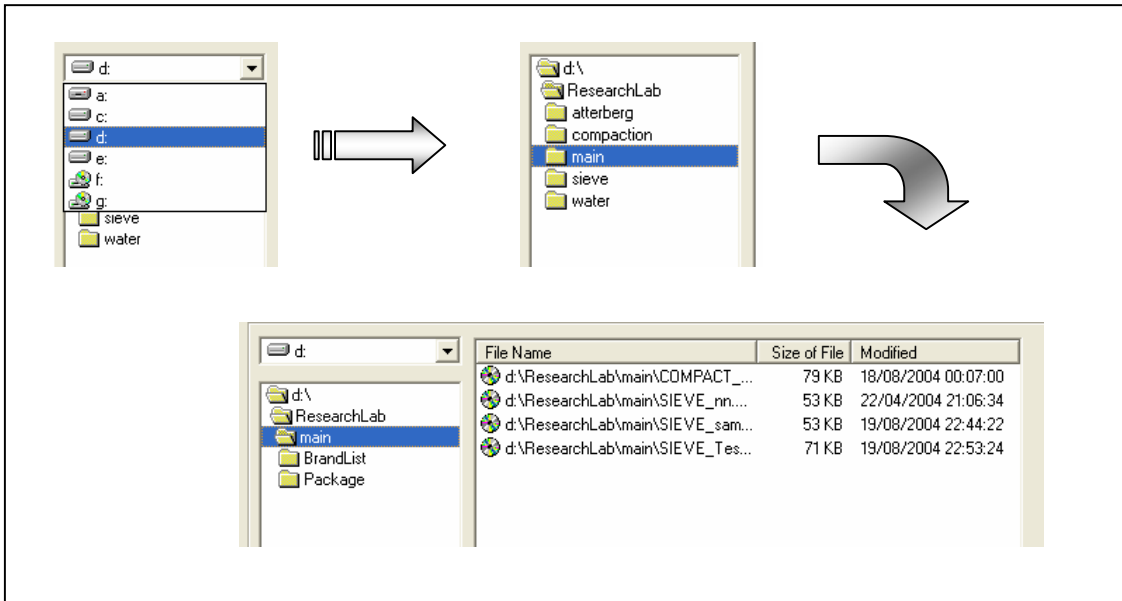 d:
a:
c:
d:
e:
f:
g:
sieve
water
d:\
ResearchLab
atterberg
compaction
main
sieve
water
d:
d:\
ResearchLab
main
BrandList
Package
File Name Size of File Modified
d:\ResearchLab\main\COMPACT_... 79 KB 18/08/2004 00:07:00
d:\ResearchLab\main\SIEVE_nn.... 53 KB 22/04/2004 21:06:34
d:\ResearchLab\main\SIEVE_sam... 53 KB 19/08/2004 22:44:22
d:\ResearchLab\main\SIEVE_Tes... 71 KB 19/08/2004 22:53:24